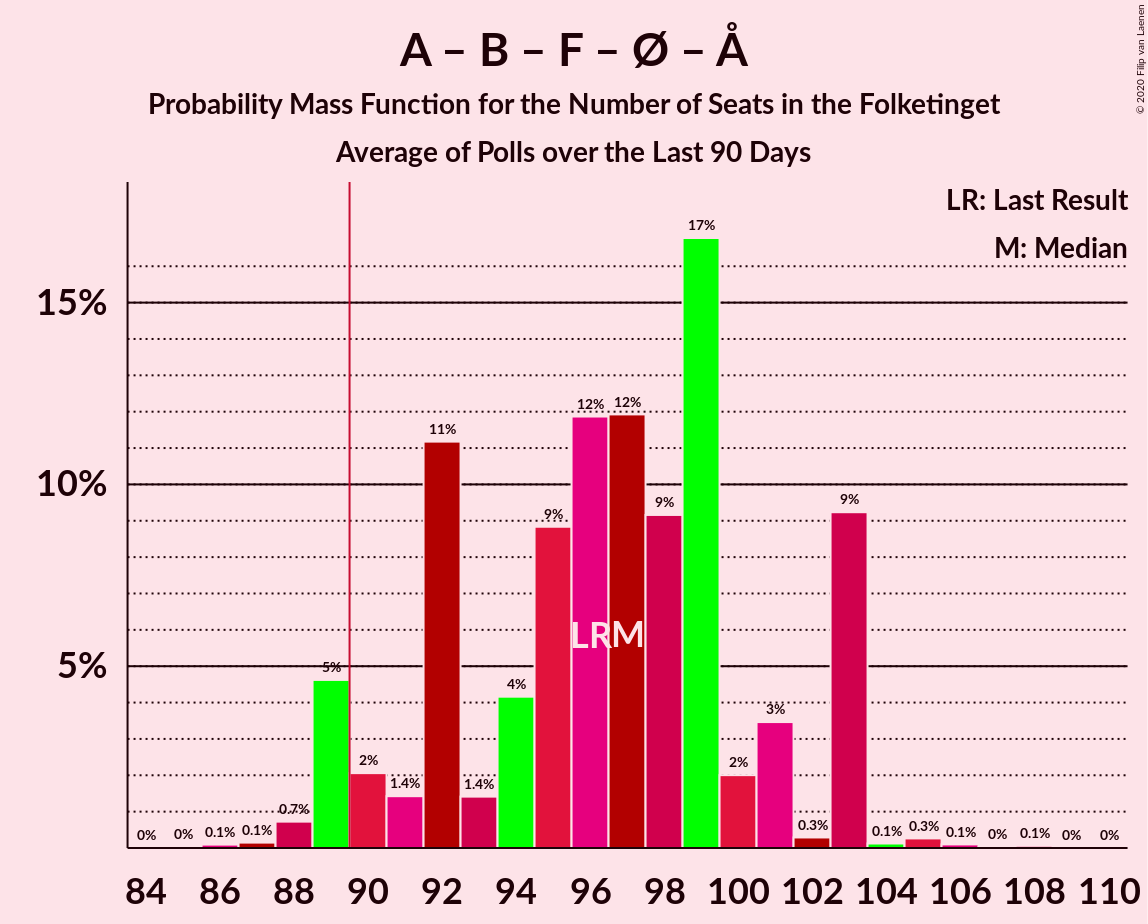 A – B – F – Ø – Å
Probability Mass Function for the Number of Seats in the Folketinget
Average of Polls over the Last 90 Days
© 2020 Filip van Laenen
LR: Last Result
M: Median
17%
15%
12% 12%
11%
10%
9% 9% 9%
LR M
5%
5%
4%
3%
2% 2%
1.4% 1.4%
0% 0% 0.1% 0.1% 0.7% 0.3% 0.1% 0.3% 0.1% 0% 0.1% 0% 0%
84 86 88 90 92 94 96 98 100 102 104 106 108 110